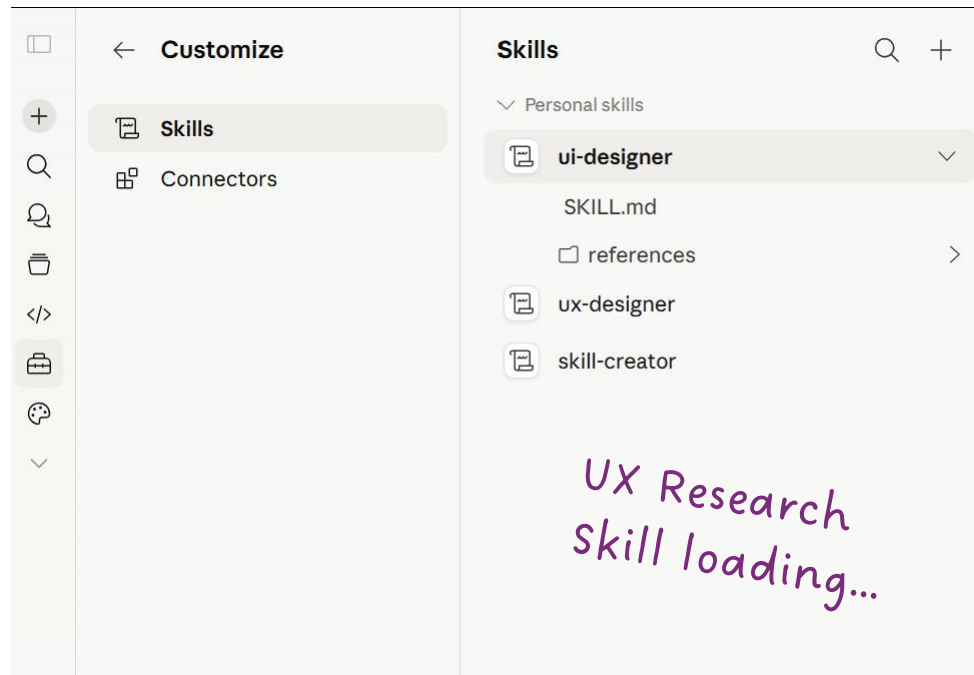 Customize
Skills
Connectors
Skills
Personal skills
ui-designer
SKILL.md
references
ux-designer
skill-creator
UX Research
Skill loading...